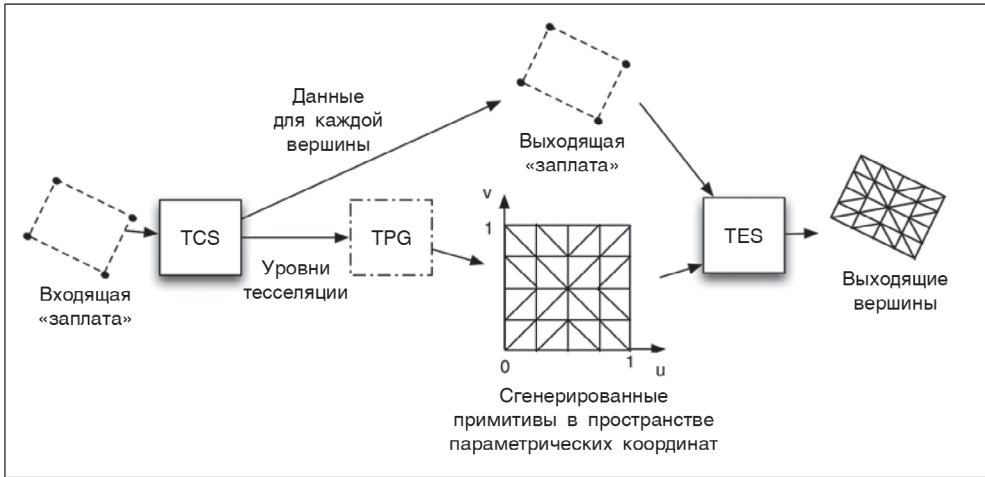 Данные
для каждой
вершины
Выходящая
«заплата»
TCS
TPG
TES
Входящая
«заплата»
Уровни
тесселяции
v
1
0
1
u
Выходящие
вершины
Сгенерированные
примитивы в пространстве
параметрических координат